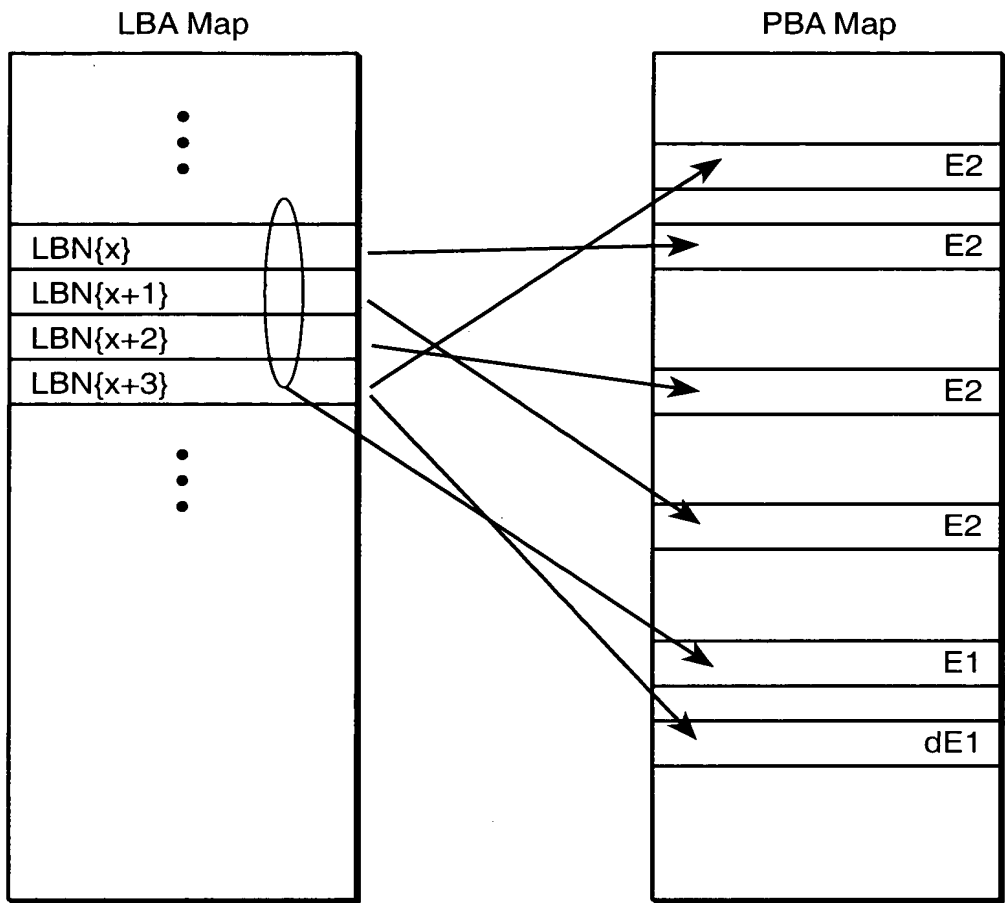 LBA Map
LBN{x}
LBN{x+1}
LBN{x+2}
LBN{x+3}
PBA Map
E2
E2
E2
E2
E1
dE1